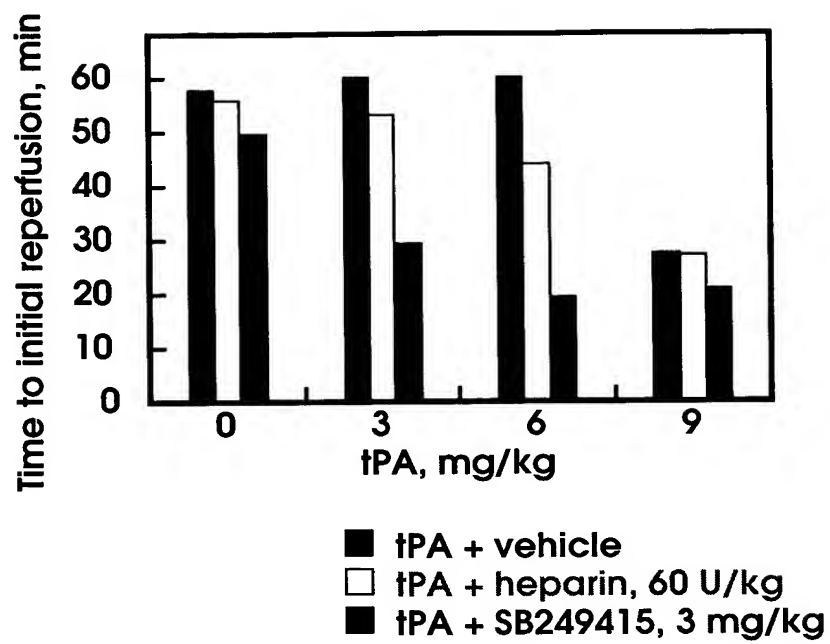 Time to initial reperfusion, min
60
50
40
30
20
10
0
0 3 6 9
tPA, mg/kg
tPA + vehicle
tPA + heparin, 60 U/kg
tPA + SB249415, 3 mg/kg